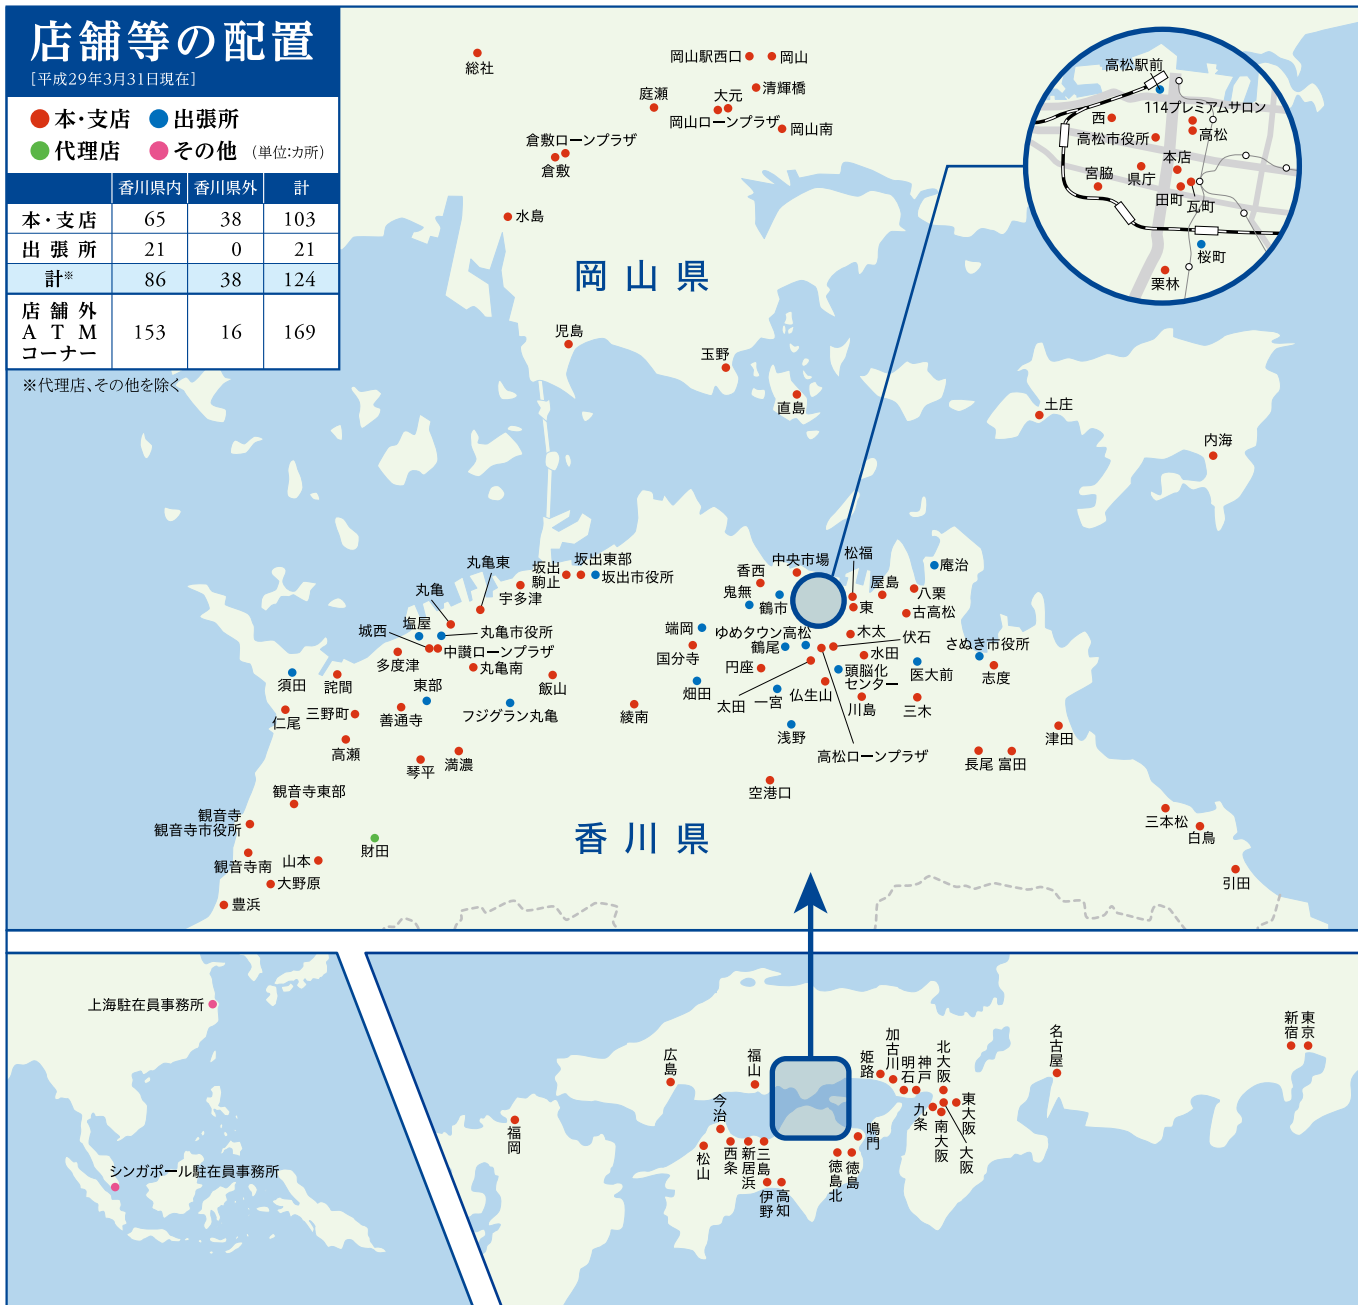 店舗等の配置
[平成29年3月31日現在]
本・支店
出張所
代理店
その他 (単位:カ所)
香川県内 香川県外 計
本・支店 65 38 103
出張所 21 0 21
計※ 86 38 124
店舗外
ATM
コーナー 153 16 169
※代理店、その他を除く
総社
岡山駅西口
岡山
清輝橋
庭瀬
大元
岡山ローンプラザ
岡山南
倉敷ローンプラザ
倉敷
水島
岡山県
児島
玉野
直島
土庄
内海
高松駅前
114プレミアムサロン
西
高松
高松市役所
本店
宮脇
県庁
田町
瓦町
桜町
栗林
丸亀東
坂出
駒止
坂出東部
坂出市役所
宇多津
丸亀
塩屋
城西
丸亀市役所
中讃ローンプラザ
多度津
丸亀南
須田
詫間
東部
飯山
仁尾
三野町
善通寺
フジグラン丸亀
高瀬
琴平
満濃
観音寺東部
観音寺
観音寺市役所
観音寺南
山本
財田
大野原
豊浜
中央市場
松福
香西
鬼無
鶴市
東
屋島
八栗
庵治
古高松
端岡
ゆめタウン高松
鶴尾
木太
伏石
さぬき市役所
国分寺
円座
水田
頭脳化
センター
医大前
志度
畑田
一宮
仏生山
太田
川島
三木
綾南
浅野
高松ローンプラザ
津田
長尾
富田
空港口
三本松
白鳥
引田
香川県
上海駐在員事務所
シンガポール駐在員事務所
福岡
広島
福山
今治
松山
西条
新居浜
三島
伊野
高知
姫路
加古川
明石
神戸
北大阪
九条
南大阪
東大阪
大阪
鳴門
徳島北
徳島
名古屋
新宿
東京